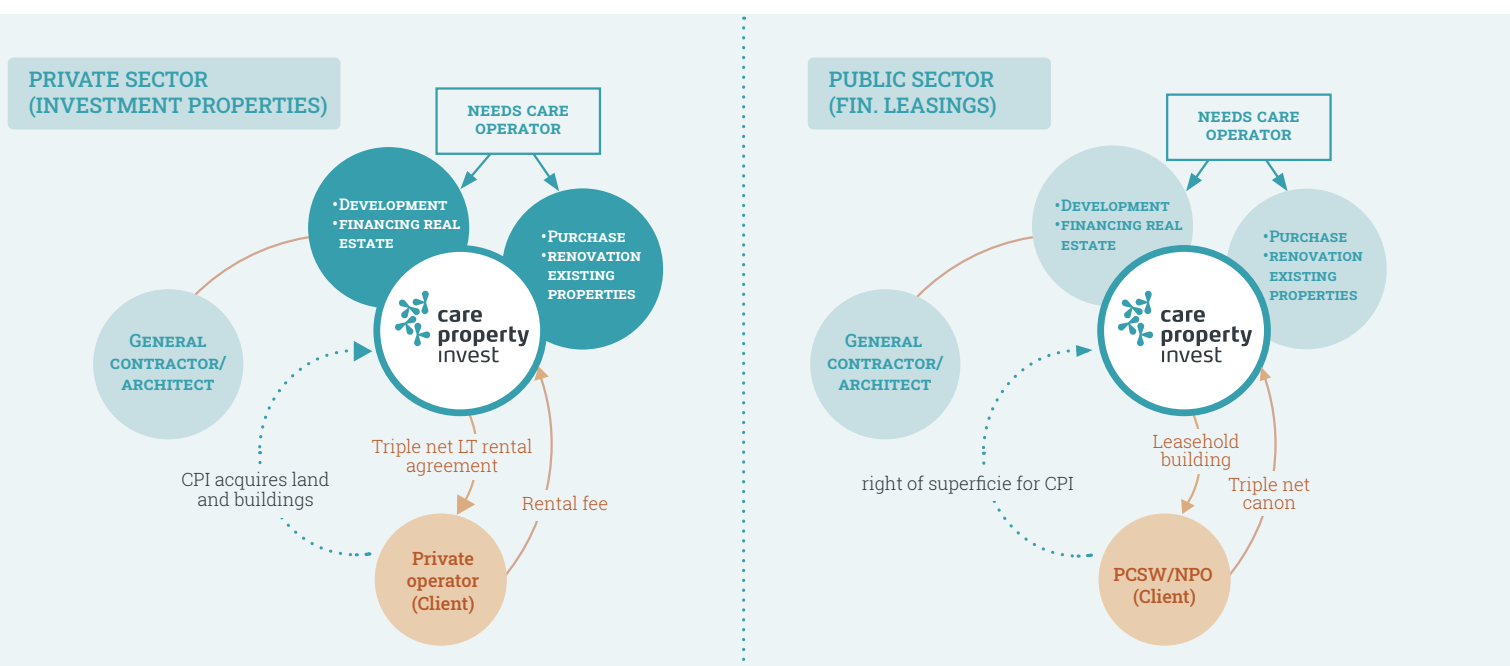 PRIVATE SECTOR
(INVESTMENT PROPERTIES)
NEEDS CARE
OPERATOR
•DEVELOPMENT
•FINANCING REAL
ESTATE
•PURCHASE
•RENOVATION
EXISTING
PROPERTIES
GENERAL
CONTRACTOR/
ARCHITECT
care
property
invest
Triple net LT rental
agreement
CPI acquires land
and buildings
Rental fee
Private
operator
(Client)
PUBLIC SECTOR
(FIN. LEASINGS)
NEEDS CARE
OPERATOR
•DEVELOPMENT
•FINANCING REAL
ESTATE
•PURCHASE
•RENOVATION
EXISTING
PROPERTIES
GENERAL
CONTRACTOR/
ARCHITECT
care
property
invest
Leasehold
building
right of superficie for CPI
Triple net
canon
PCSW/NPO
(Client)